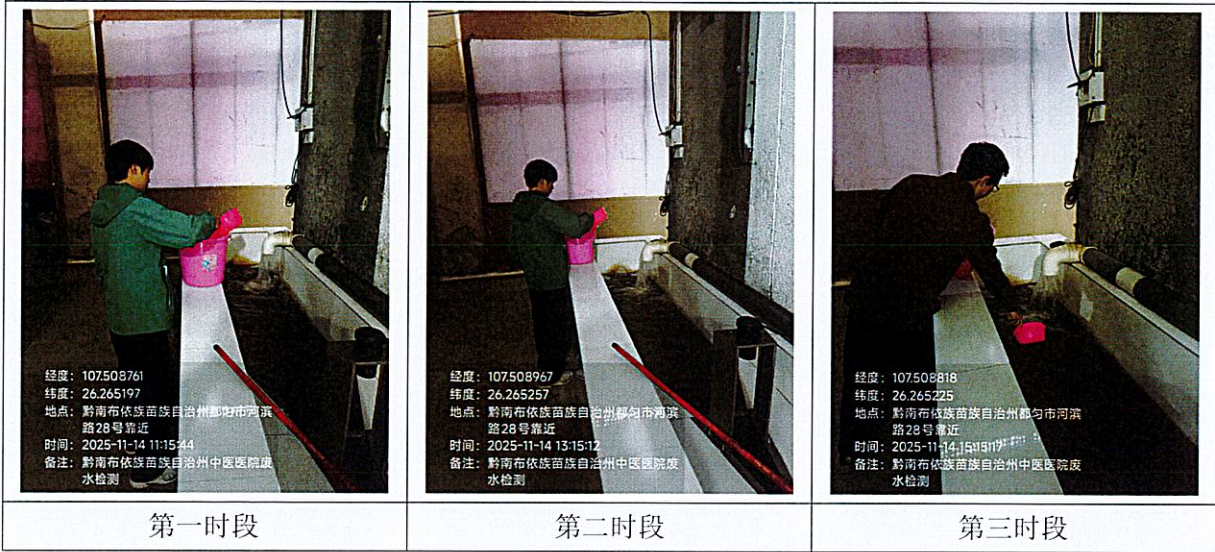 经度：107.508761
纬度：26.265197
地点：黔南布依族苗族自治州都匀市河滨
路28号靠近
时间：2025-11-14 11:15:44
备注：黔南布依族苗族自治州中医医院废
水检测
经度：107.508967
纬度：26.265257
地点：黔南布依族苗族自治州都匀市河滨
路28号靠近
时间：2025-11-14 13:15:12
备注：黔南布依族苗族自治州中医医院废
水检测
经度：107.508818
纬度：26.265225
地点：黔南布依族苗族自治州都匀市河滨
路28号靠近
时间：2025-11-14 15:15:17
备注：黔南布依族苗族自治州中医医院废
水检测
第一时段
第二时段
第三时段